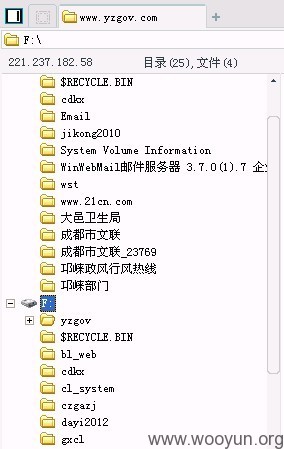 www.yzgov.com
F:\
221.237.182.58 目录(25),文件(4)
$RECYCLE.BIN
cdkx
Email
jikong2010
System Volume Information
WinWebMail邮件服务器 3.7.0(1).7 企
wst
www.21cn.com
大邑卫生局
成都市文联
成都市文联_23769
邛崃政风行风热线
邛崃部门
F:
yzgov
$RECYCLE.BIN
bl_web
cdkx
cl_system
czgazj
dayi2012
gxcl
www.wooyun.org